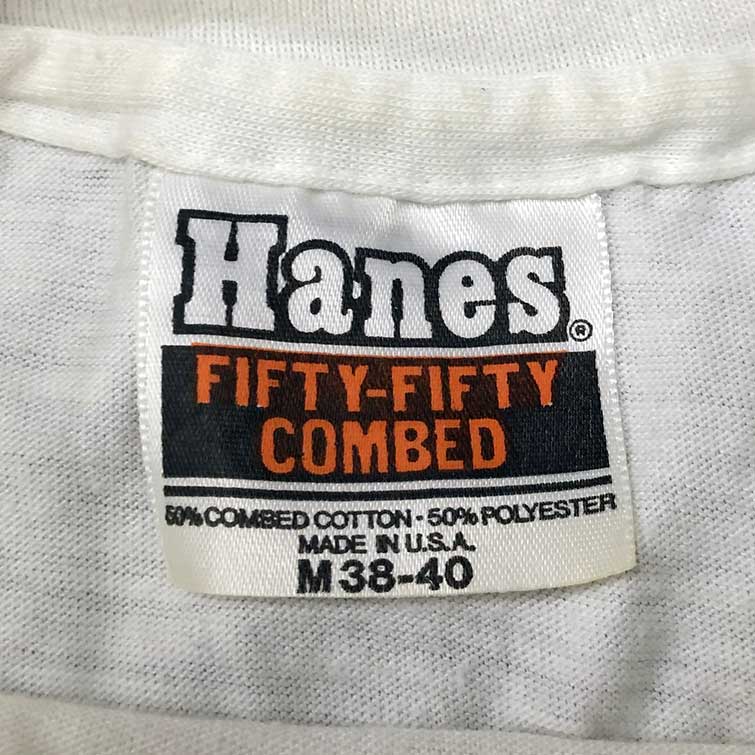 Hanes®
FIFTY-FIFTY
COMBED
50% COMBED COTTON - 50% POLYESTER
MADE IN U.S.A.
M 38-40